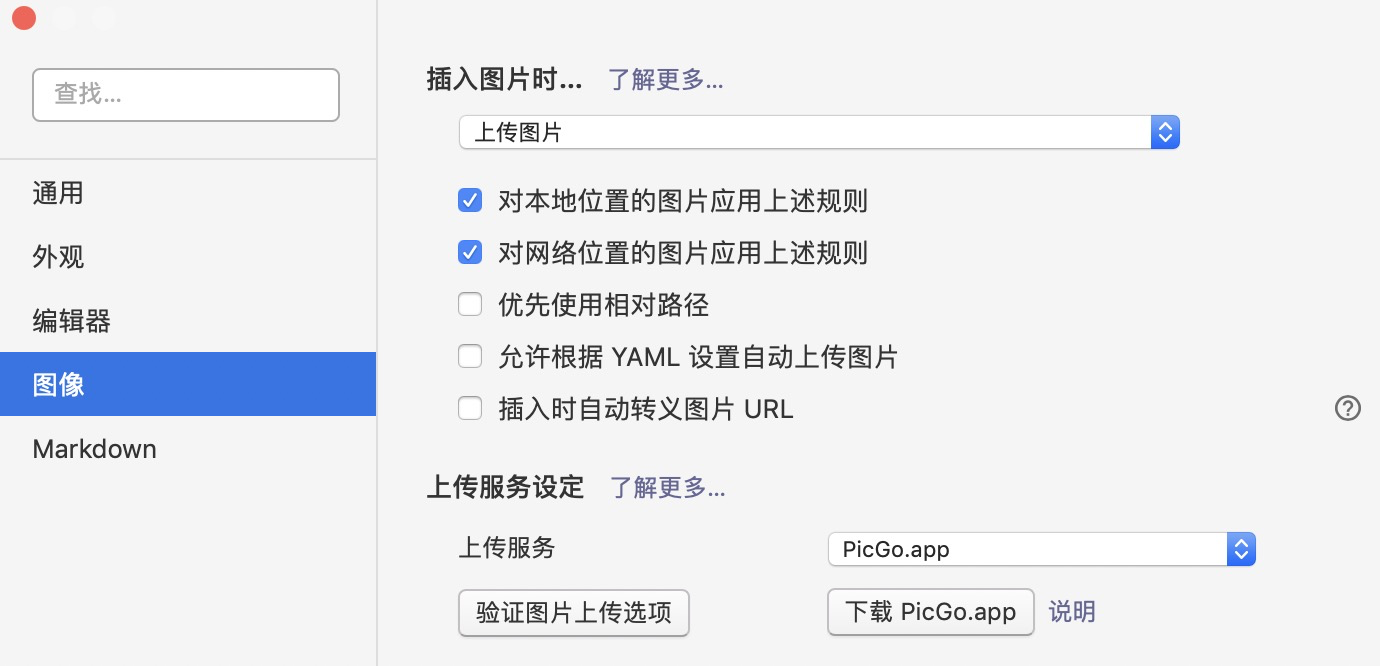 查找...
通用
外观
编辑器
图像
Markdown
插入图片时... 了解更多...
上传图片
对本地位置的图片应用上述规则
对网络位置的图片应用上述规则
优先使用相对路径
允许根据 YAML 设置自动上传图片
插入时自动转义图片 URL
?
上传服务设定 了解更多...
上传服务 PicGo.app
验证图片上传选项 下载 PicGo.app 说明